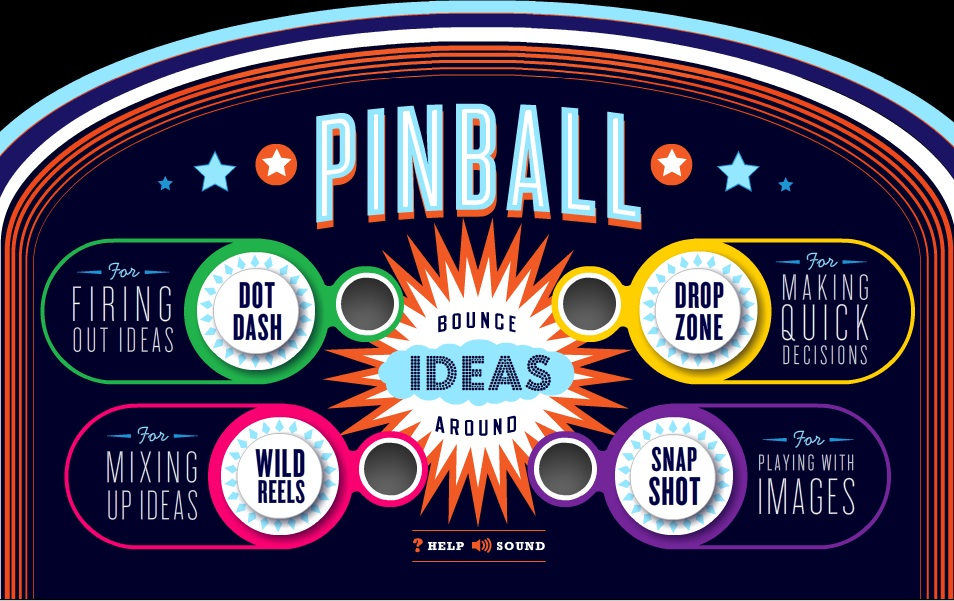 PINBALL
For
FIRING
OUT IDEAS
DOT
DASH
BOUNCE
IDEAS
AROUND
DROP
ZONE
For
MAKING
QUICK
DECISIONS
For
MIXING
UP IDEAS
WILD
REELS
SNAP
SHOT
For
PLAYING WITH
IMAGES
? HELP SOUND